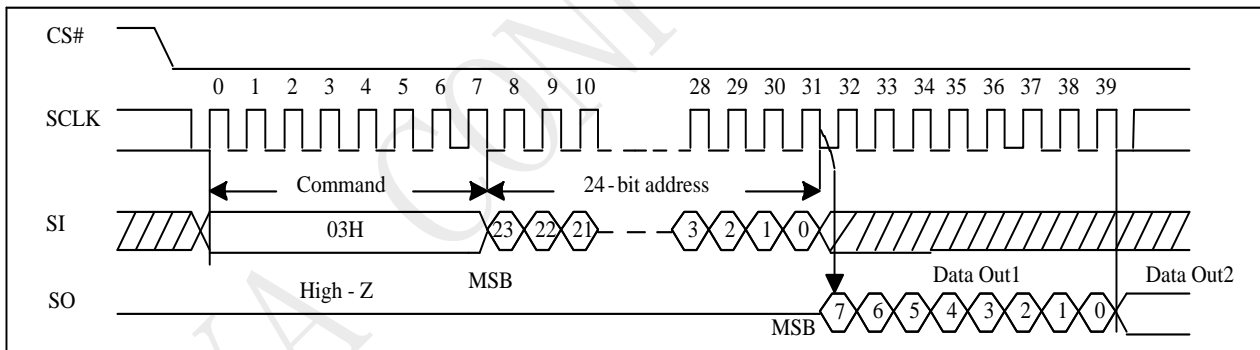 CS#
0 1 2 3 4 5 6 7 8 9 10 28 29 30 31 32 33 34 35 36 37 38 39
SCLK
Command 24-bit address
SI 03H 23 22 21 3 2 1 0
MSB Data Out1 Data Out2
High - Z
SO 7 6 5 4 3 2 1 0
MSB